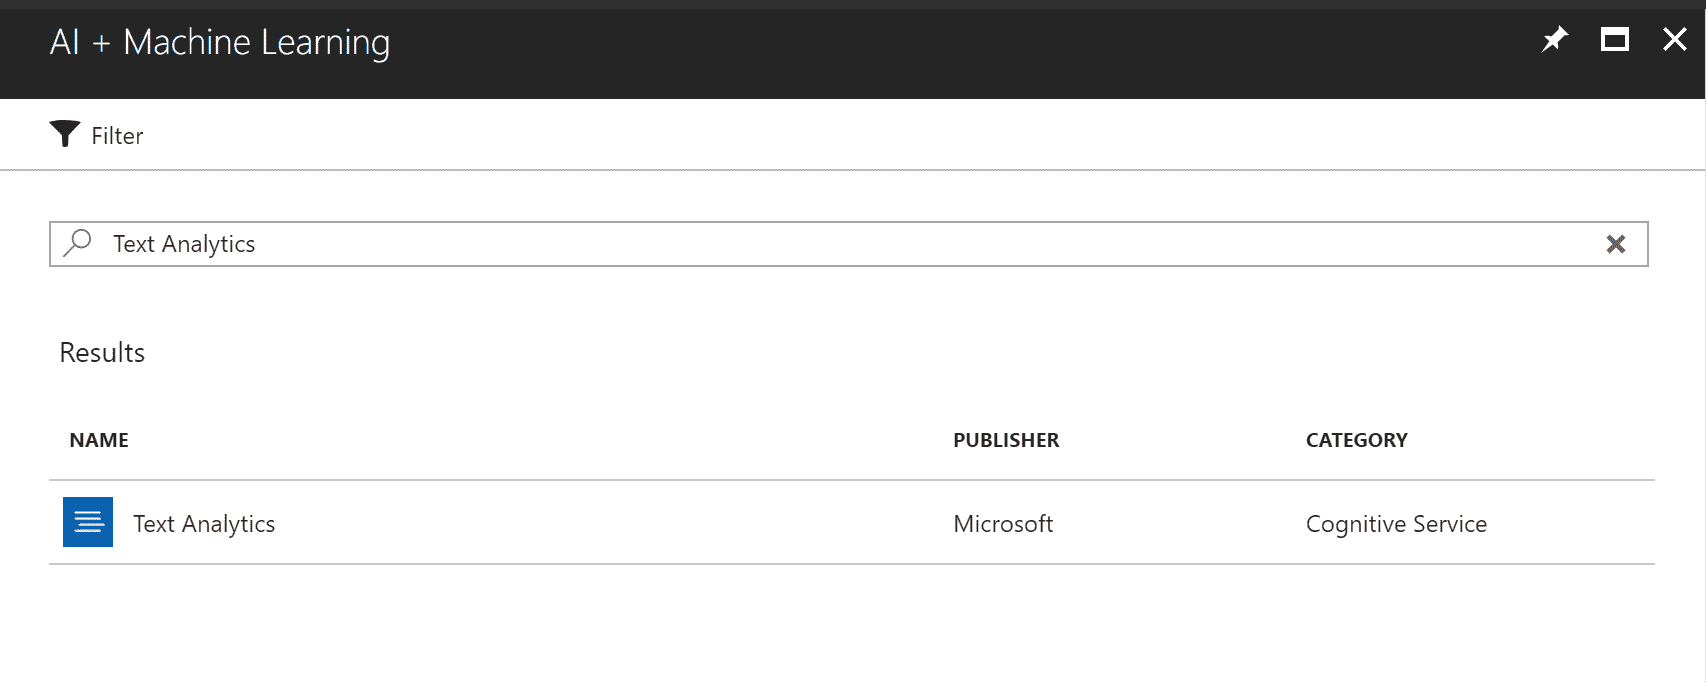 AI + Machine Learning
Filter
Text Analytics
Results
NAME PUBLISHER CATEGORY
Text Analytics Microsoft Cognitive Service